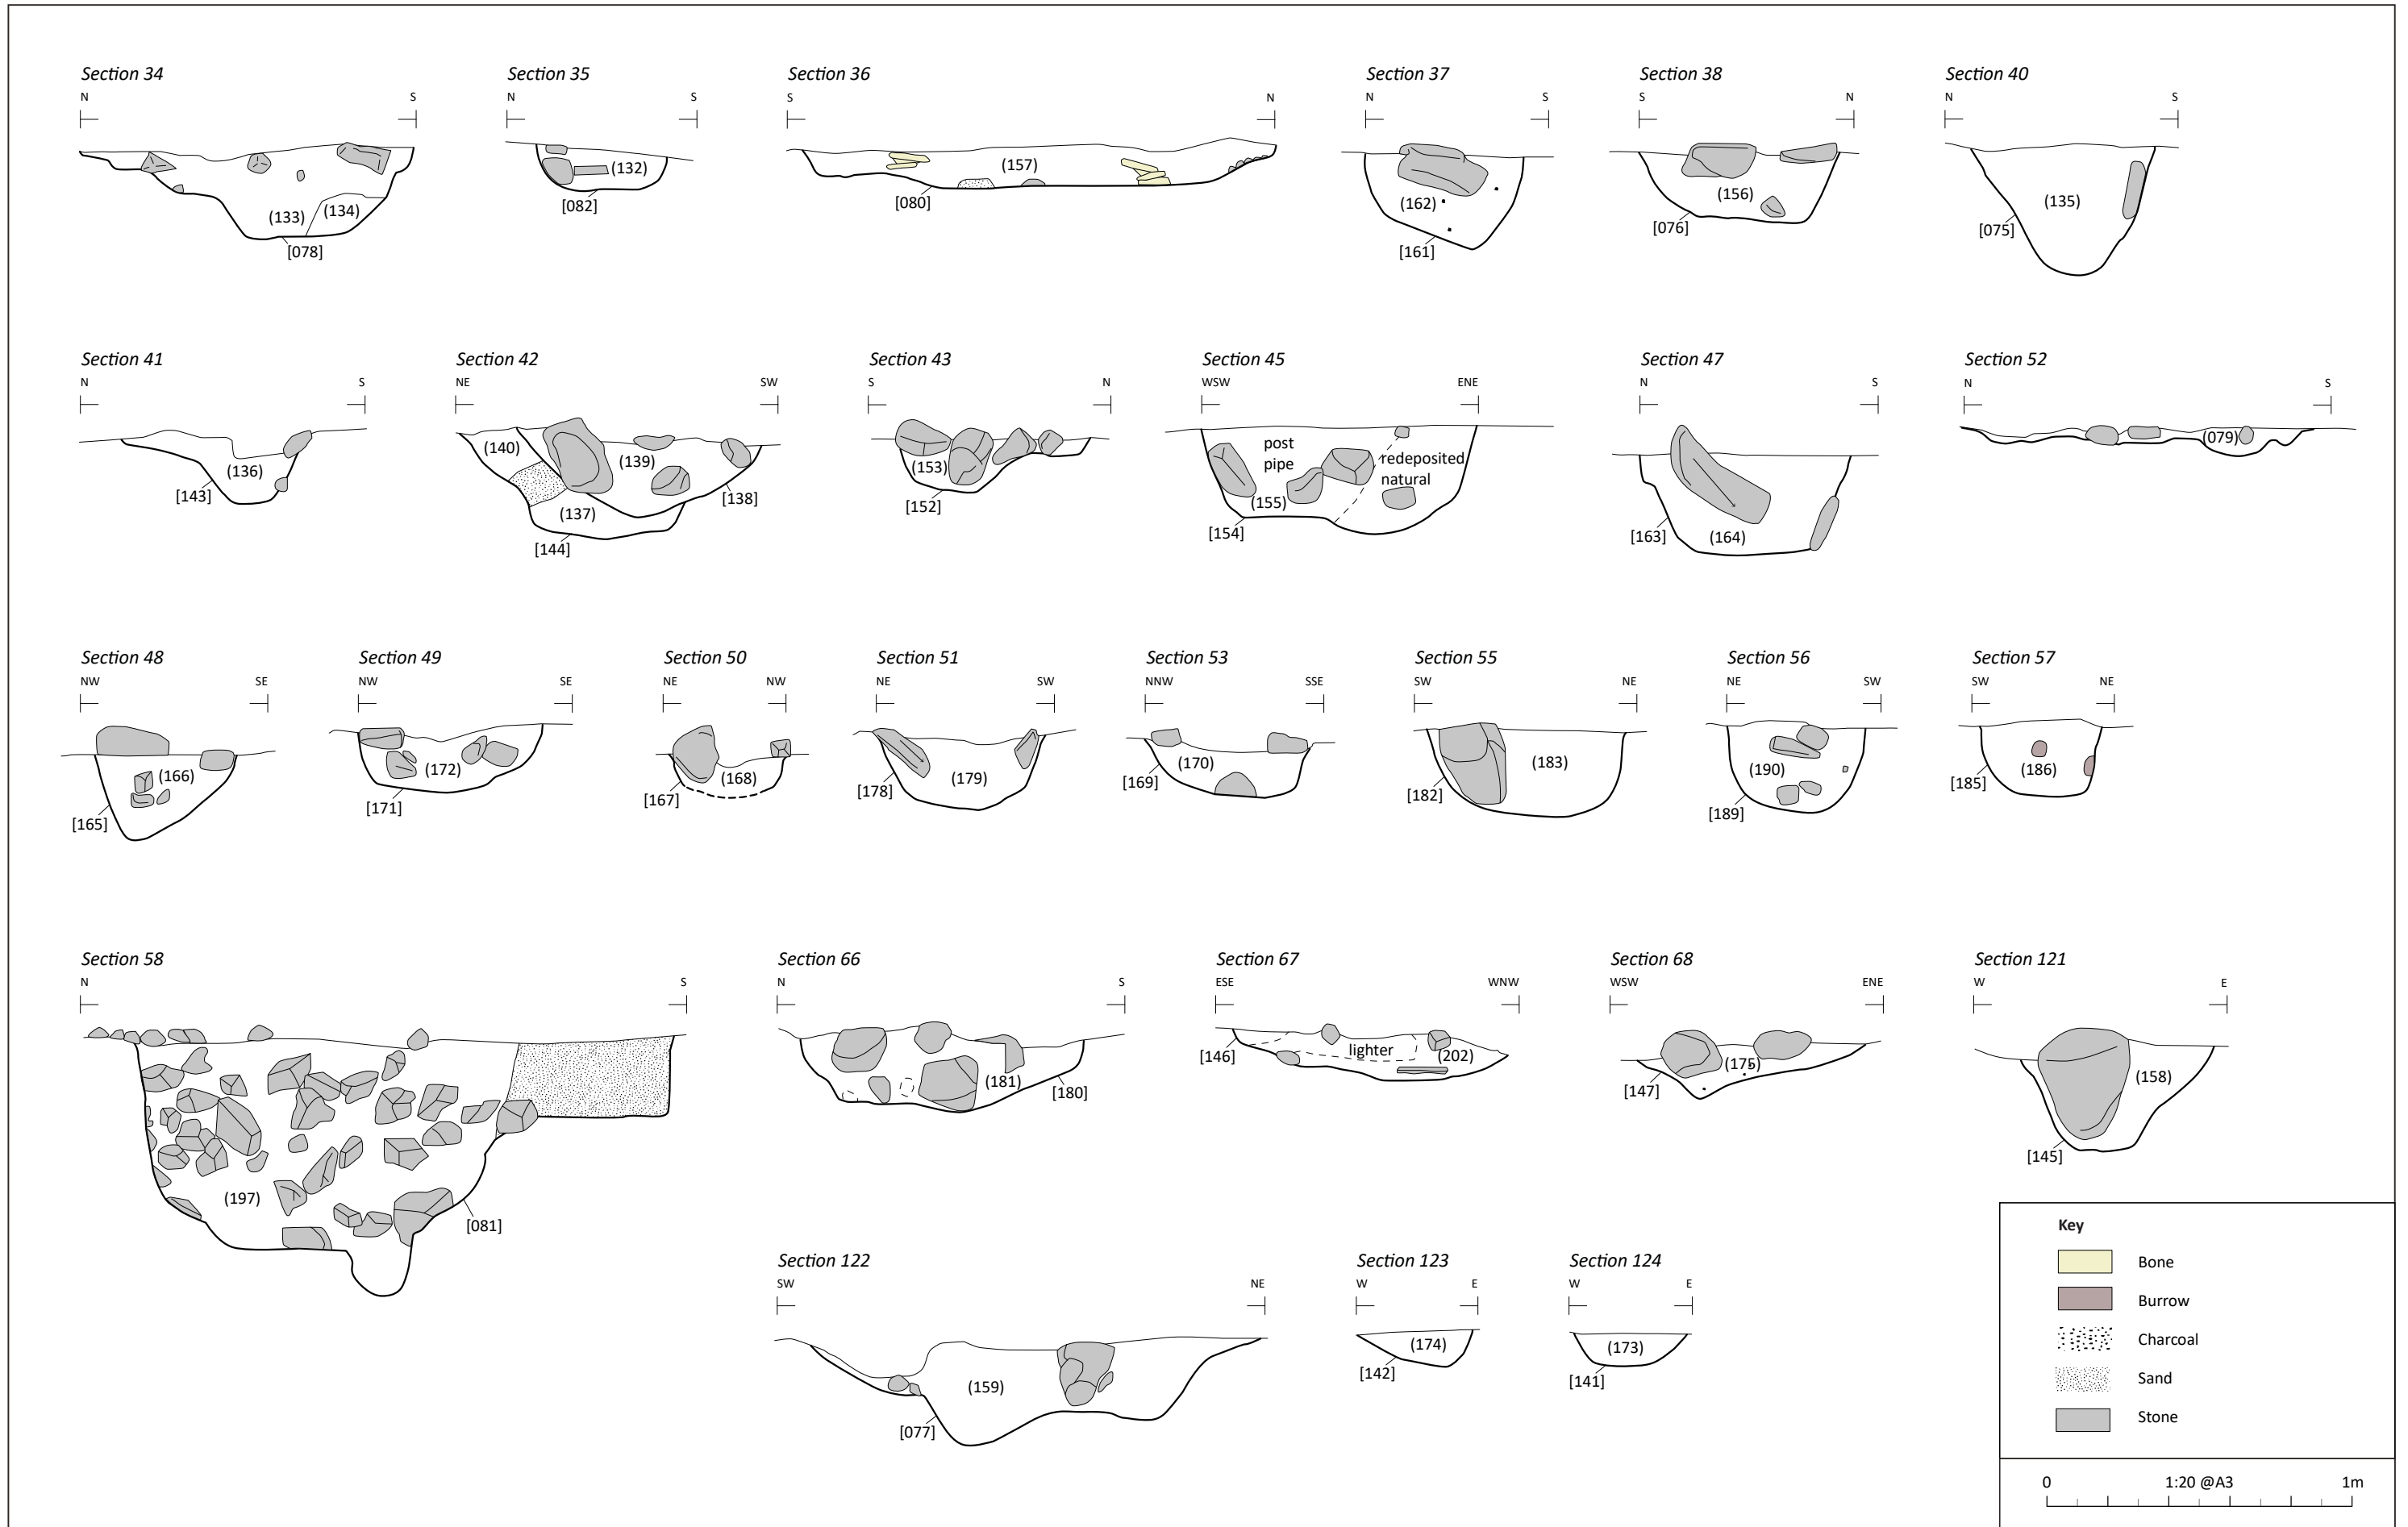 Section 34
N S
(133)
(134)
[078]
Section 35
N S
(132)
[082]
Section 36
S N
(157)
[080]
Section 37
N S
(162)
[161]
Section 38
S N
(156)
[076]
Section 40
N S
(135)
[075]
Section 41
N S
(136)
[143]
Section 42
NE SW
(140)
(139)
[138]
(137)
[144]
Section 43
S N
(153)
[152]
Section 45
WSW ENE
post
pipe
redeposited
natural
(155)
[154]
Section 47
N S
[163]
(164)
Section 52
N S
(079)
Section 48
NW SE
(166)
[165]
Section 49
NW SE
(172)
[171]
Section 50
NE NW
(168)
[167]
Section 51
NE SW
(179)
[178]
Section 53
NNW SSE
(170)
[169]
Section 55
SW NE
(183)
[182]
Section 56
NE SW
(190)
[189]
Section 57
SW NE
(186)
[185]
Section 58
N S
(197)
[081]
Section 66
N S
(181)
[180]
Section 67
ESE WNW
[146]
lighter
(202)
Section 68
WSW ENE
(175)
[147]
Section 121
W E
(158)
[145]
Section 122
SW NE
(159)
[077]
Section 123
W E
(174)
[142]
Section 124
W E
(173)
[141]
Key
Bone
Burrow
Charcoal
Sand
Stone
0 1:20 @A3 1m